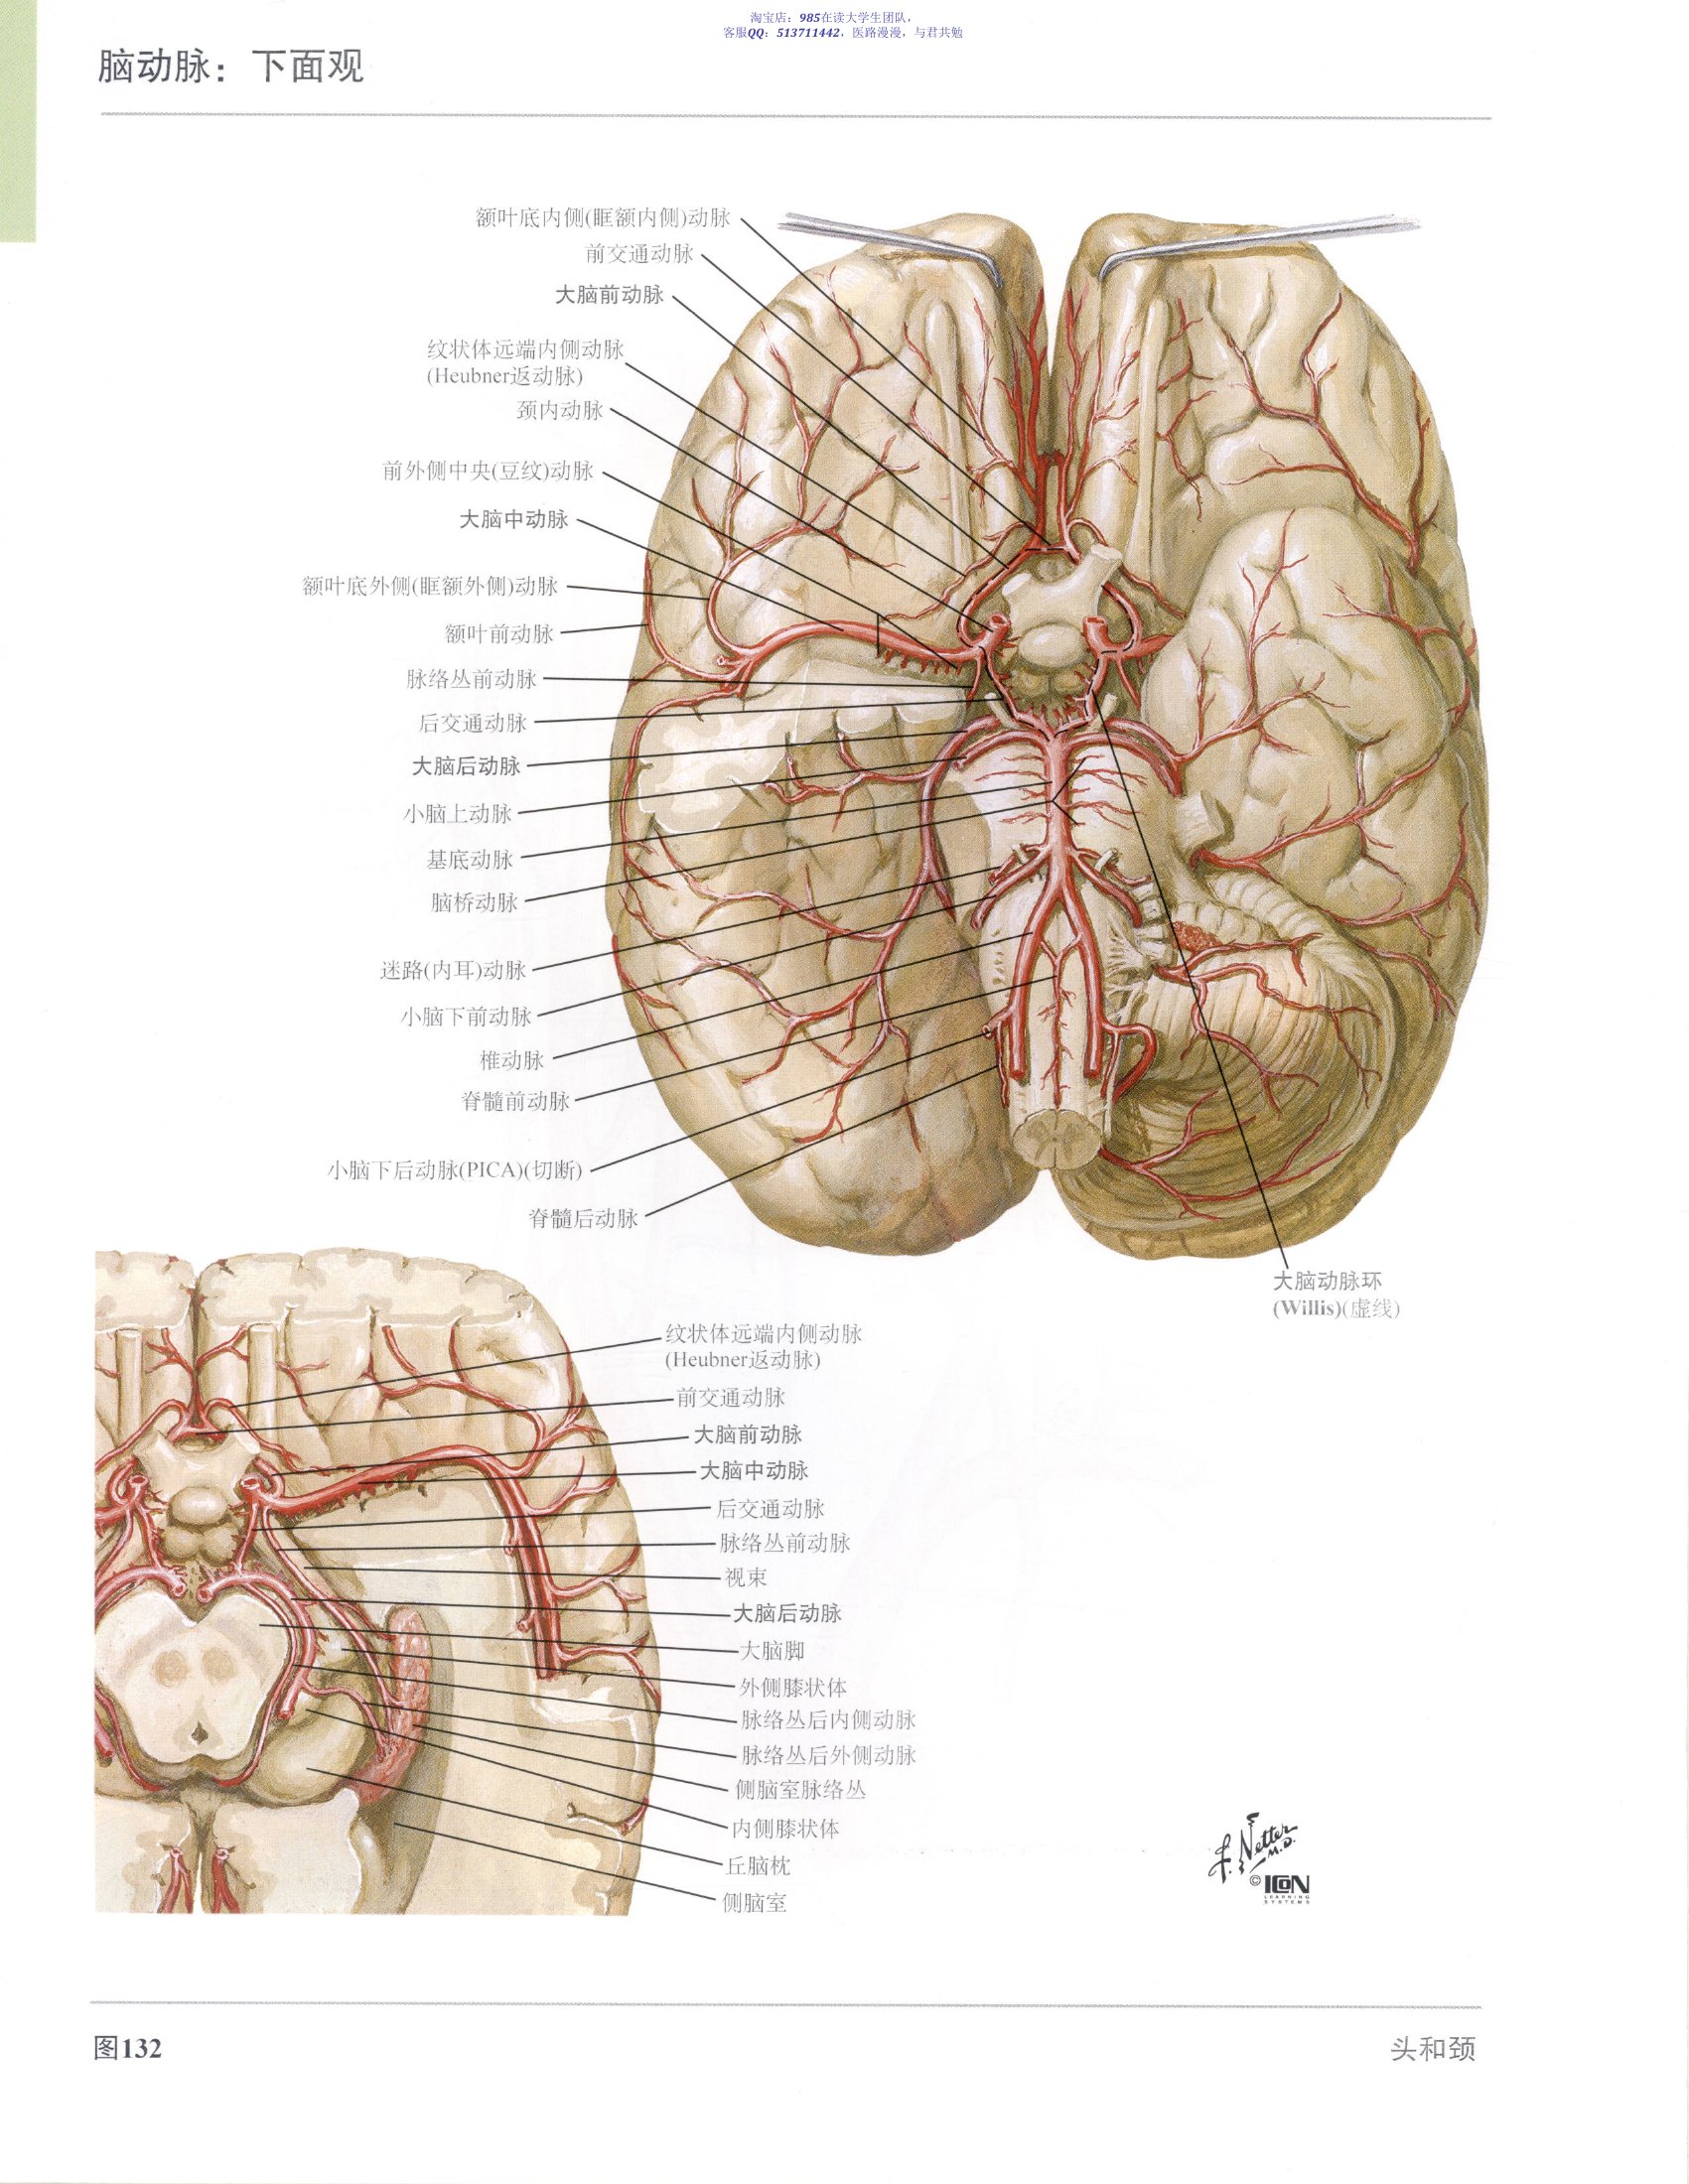 淘宝店：985在读大学生团队，
客服QQ：513711442，医路漫漫，与君共勉
脑动脉：下面观
额叶底内侧(眶额内侧)动脉
前交通动脉
大脑前动脉
纹状体远端内侧动脉
(Heubner返动脉)
颈内动脉
前外侧中央(豆纹)动脉
大脑中动脉
额叶底外侧(眶额外侧)动脉
额叶前动脉
脉络丛前动脉
后交通动脉
大脑后动脉
小脑上动脉
基底动脉
脑桥动脉
迷路(内耳)动脉
小脑下前动脉
椎动脉
脊髓前动脉
小脑下后动脉(PICA)(切断)
脊髓后动脉
大脑动脉环
(Willis)(虚线)
纹状体远端内侧动脉
(Heubner返动脉)
前交通动脉
大脑前动脉
大脑中动脉
后交通动脉
脉络丛前动脉
视束
大脑后动脉
大脑脚
外侧膝状体
脉络丛后内侧动脉
脉络丛后外侧动脉
侧脑室脉络丛
内侧膝状体
丘脑枕
侧脑室
F. Netter M.D.
© ICON
LEARNING
SYSTEMS
图132
头和颈